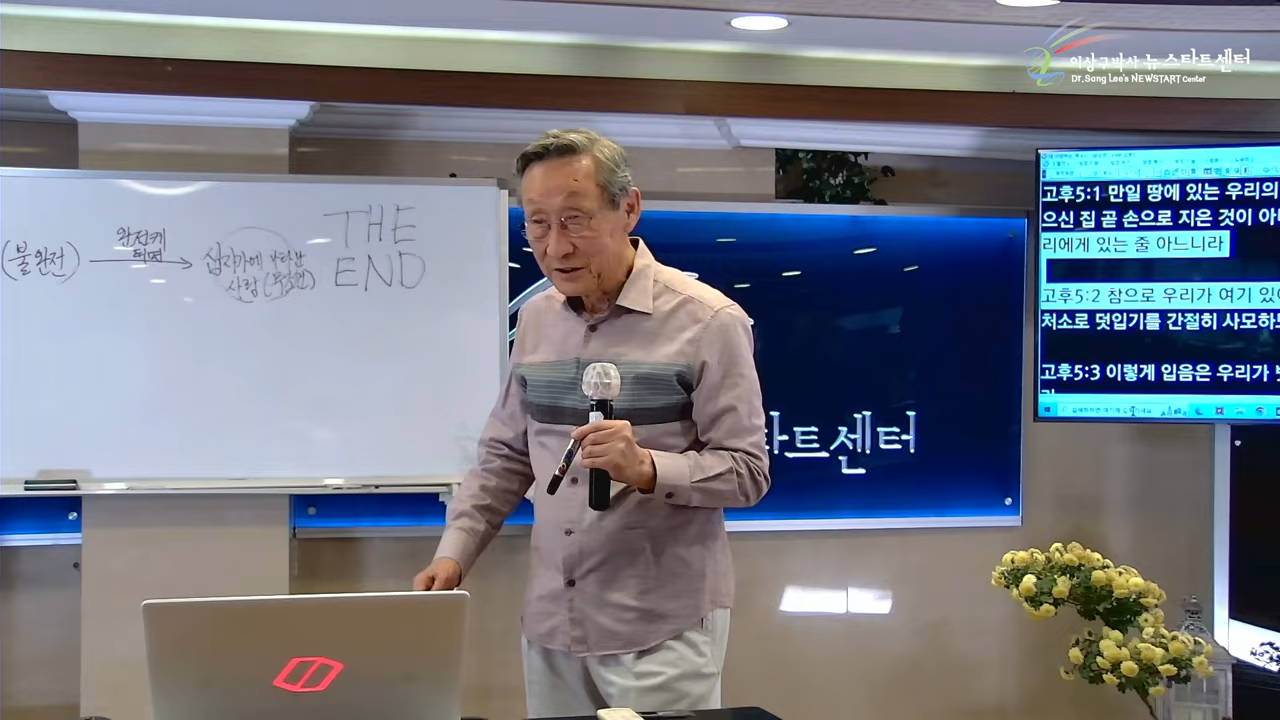 이상구박사 뉴스타트센터
Dr. Sang Lee's NEWSTART Center
(불완전)
완전케
되면
십자가에 나타난
사랑(무조건)
THE
END
고후5:1 만일 땅에 있는 우리의
으신 집 곧 손으로 지은 것이 아
리에게 있는 줄 아느니라
고후5:2 참으로 우리가 여기 있
처소로 덧입기를 간절히 사모하
고후5:3 이렇게 입음은 우리가
타트센터